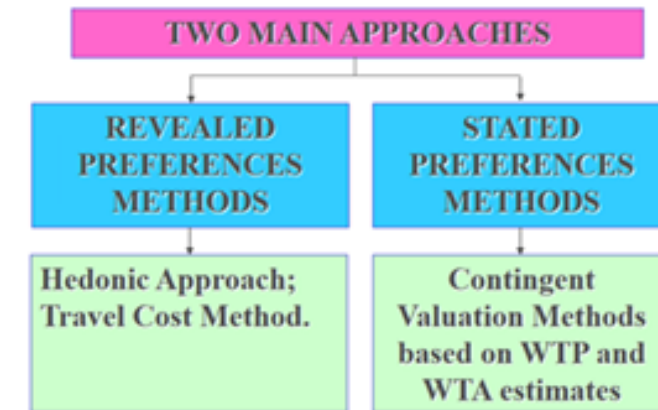 TWO MAIN APPROACHES
REVEALED
PREFERENCES
METHODS
STATED
PREFERENCES
METHODS
Hedonic Approach;
Travel Cost Method.
Contingent
Valuation Methods
based on WTP and
WTA estimates